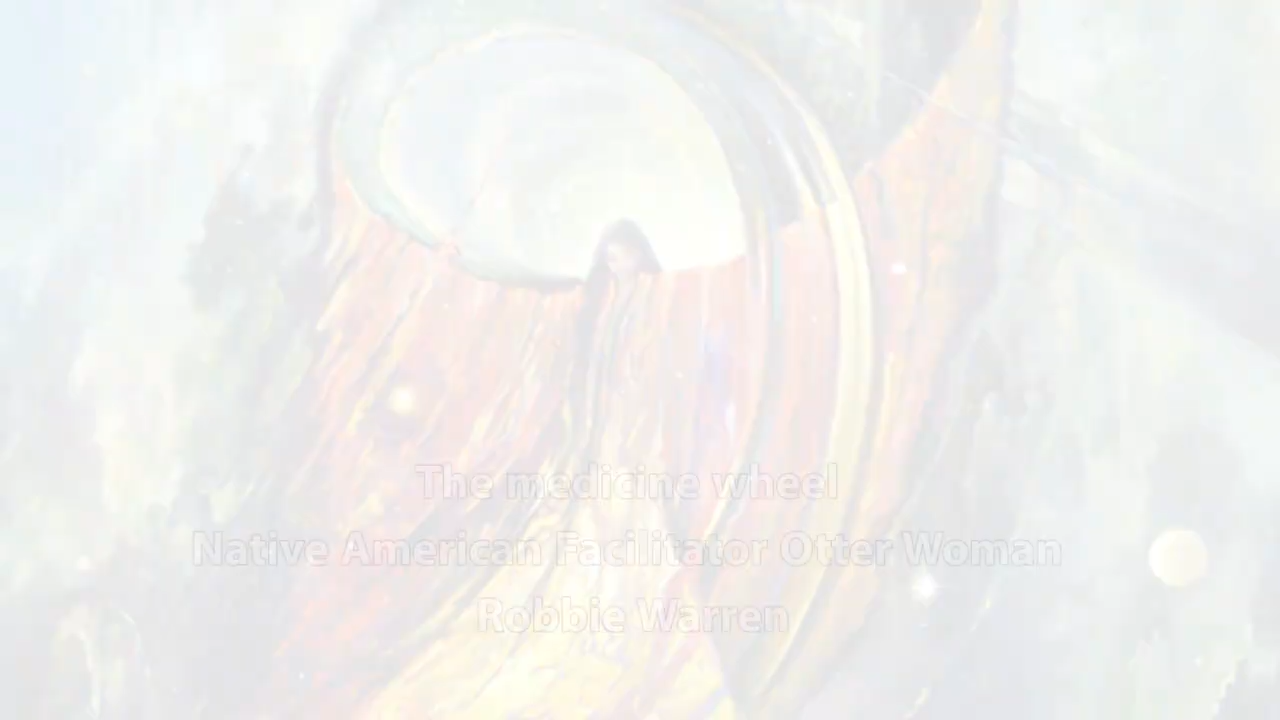 The medicine wheel
Native American Facilitator Otter Woman
Robbie Warren